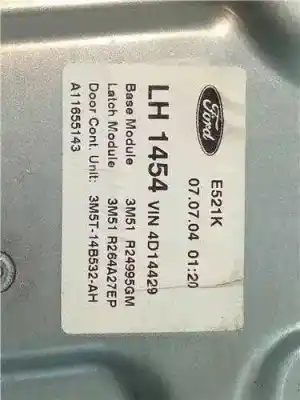 Ford
E521K
07.07.04 01:20
LH 1454 VIN 4D14429
Base Module 3M51 R24995GM
Latch Module 3M51 R264A27EP
Door Cont. Unit: 3M5T-14B532-AH
A11655143